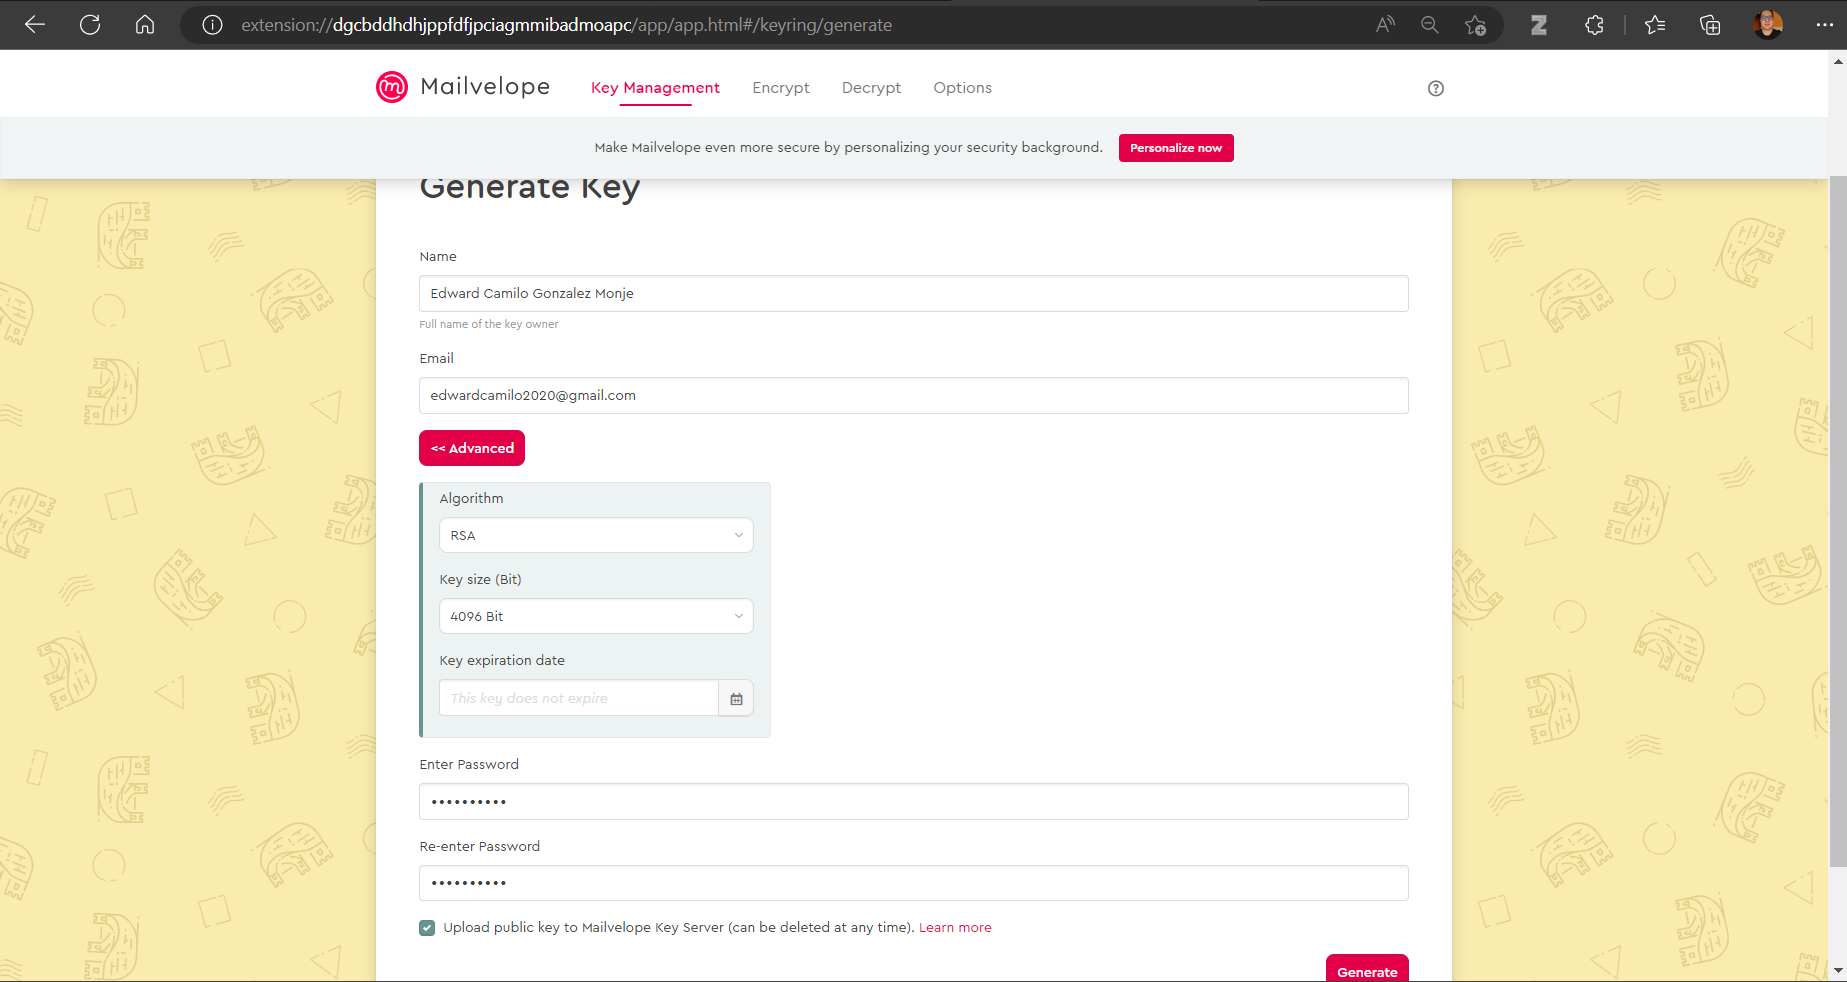 extension://dgcbddhdhjppfdfjpciagmmibadmoapc/app/app.html#/keyring/generate
Mailvelope Key Management Encrypt Decrypt Options
Make Mailvelope even more secure by personalizing your security background. Personalize now
Generate Key
Name
Edward Camilo Gonzalez Monje
Full name of the key owner
Email
edwardcamilo2020@gmail.com
<< Advanced
Algorithm
RSA
Key size (Bit)
4096 Bit
Key expiration date
This key does not expire
Enter Password
••••••••••
Re-enter Password
••••••••••
Upload public key to Mailvelope Key Server (can be deleted at any time). Learn more
Generate